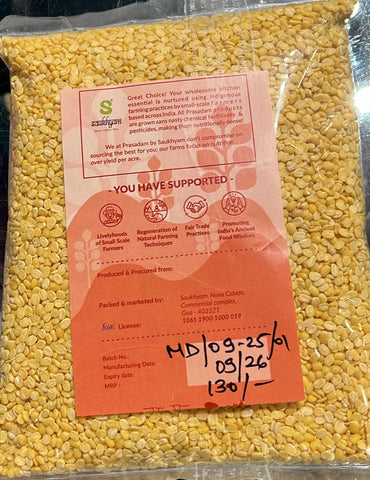 S
saukhyam
Great Choice! Your wholesome kitchen
essential is nurtured using indigenous
farming practices by small-scale farmers
based across India. All Prasadam products
are grown sans nasty chemical fertilisers &
pesticides, making them nutritionally denser
We at Prasadam by Saukhyam don't compromise on
sourcing the best for you; our farms focus on nutrition
over yield per acre.
- YOU HAVE SUPPORTED -
Livelyhoods
of Small Scale
Farmers
Regeneration of
Natural Farming
Techniques
Fair Trade
Practises
Promoting
India's Ancient
Food Wisdom
Produced & Procured from:
Packed & marketed by:
Saukhyam, Nova Cidade,
Commercial complex,
Goa - 403521
fssai License:
1061 1900 1000 019
Batch No.: MD/09-25/01
Manufacturing Date:
Expiry date: 09/26
MRP : 130/-